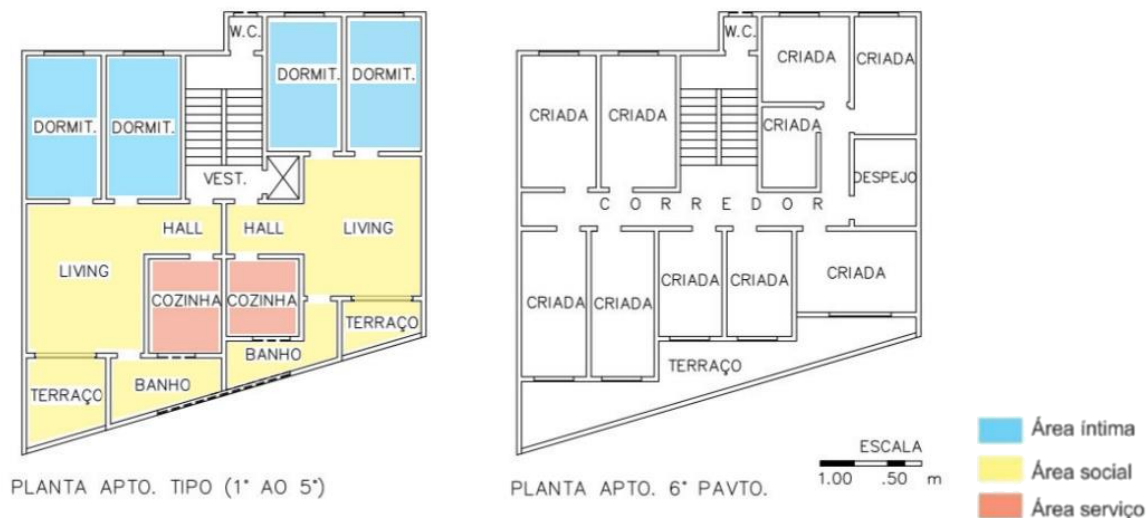 W.C.
DORMIT. DORMIT.
DORMIT. DORMIT.
VEST.
HALL HALL LIVING
LIVING
COZINHA COZINHA
TERRAÇO
BANHO
TERRAÇO BANHO
PLANTA APTO. TIPO (1° AO 5°)
W.C.
CRIADA CRIADA
CRIADA CRIADA CRIADA
DESPEJO
CORREDOR
CRIADA CRIADA CRIADA
CRIADA CRIADA
TERRAÇO
PLANTA APTO. 6° PAVTO.
ESCALA
1.00 .50 m
Área íntima
Área social
Área serviço